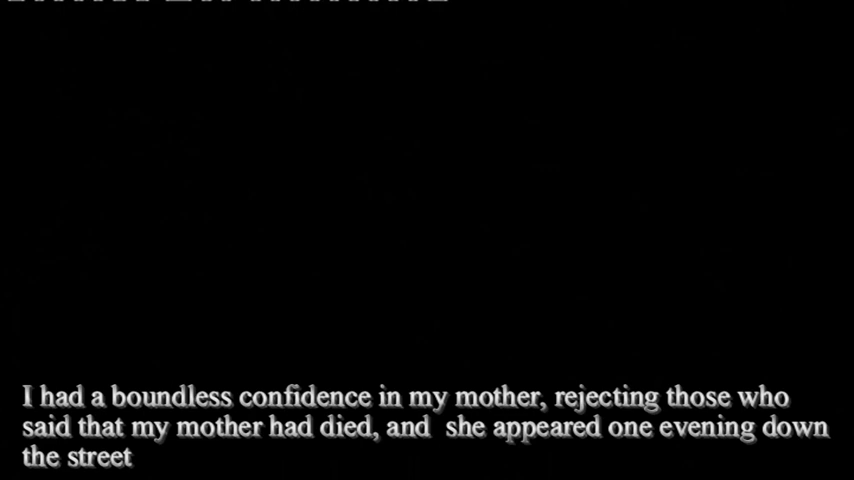 I had a boundless confidence in my mother, rejecting those who
said that my mother had died, and  she appeared one evening down
the street